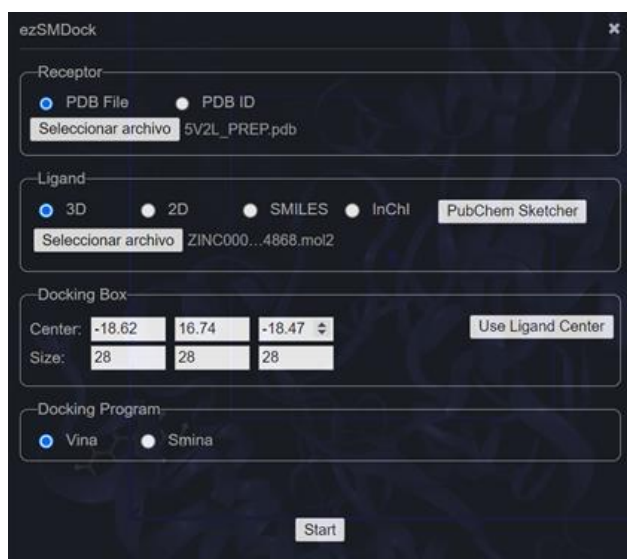 ezSMDock ×
Receptor
PDB File PDB ID
Seleccionar archivo 5V2L_PREP.pdb
Ligand
3D 2D SMILES InChI PubChem Sketcher
Seleccionar archivo ZINC000...4868.mol2
Docking Box
Center: -18.62 16.74 -18.47 Use Ligand Center
Size: 28 28 28
Docking Program
Vina Smina
Start